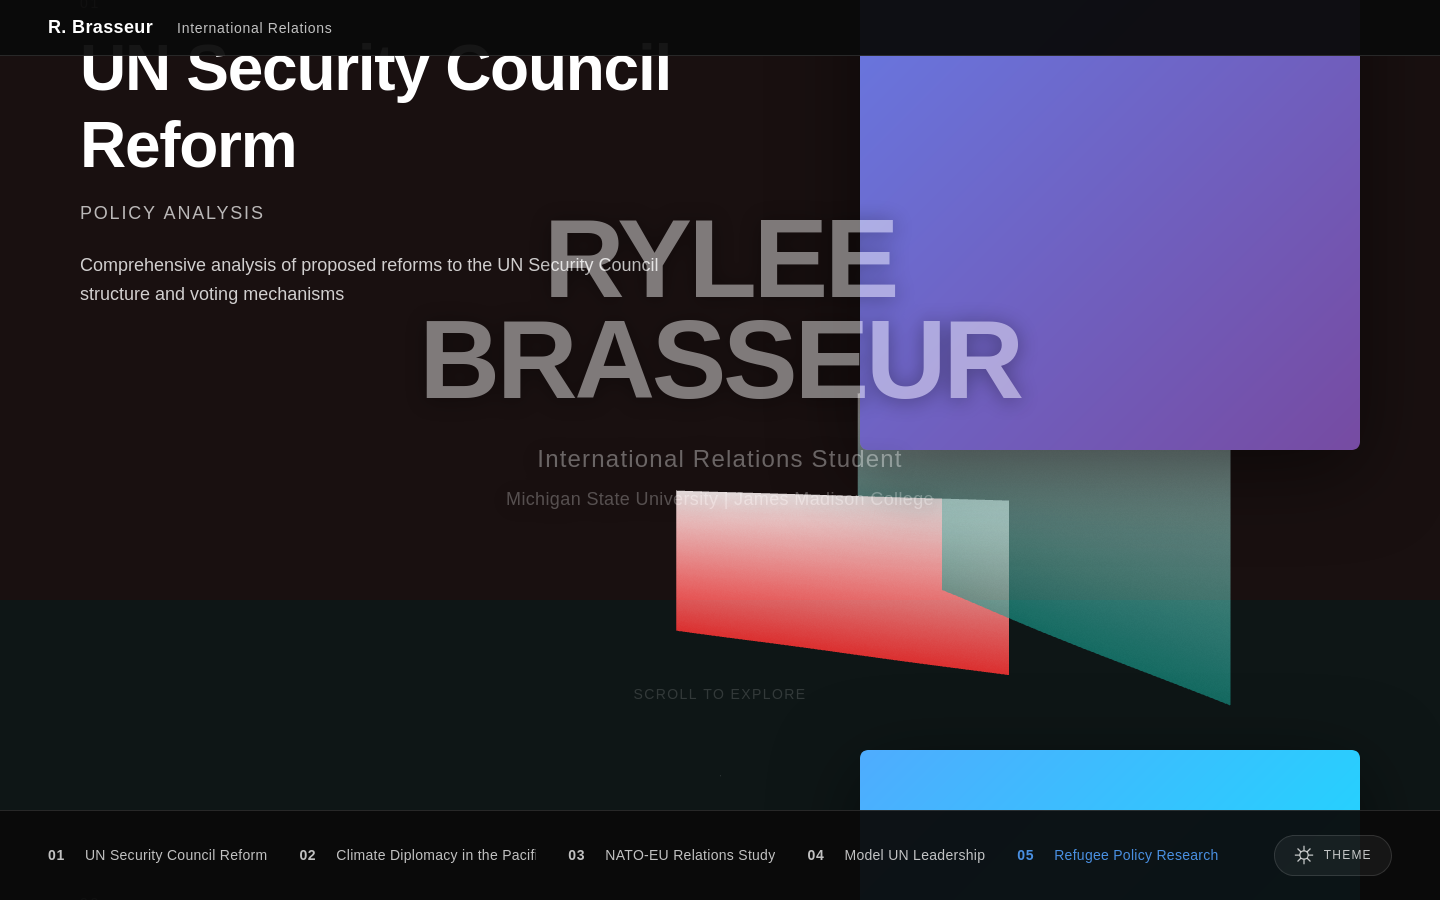 R. Brasseur International Relations
UN Security Council
Reform
POLICY ANALYSIS
Comprehensive analysis of proposed reforms to the UN Security Council
structure and voting mechanisms
RYLEE
BRASSEUR
International Relations Student
Michigan State University | James Madison College
SCROLL TO EXPLORE
01 UN Security Council Reform 02 Climate Diplomacy in the Pacif 03 NATO-EU Relations Study 04 Model UN Leadership 05 Refugee Policy Research THEME